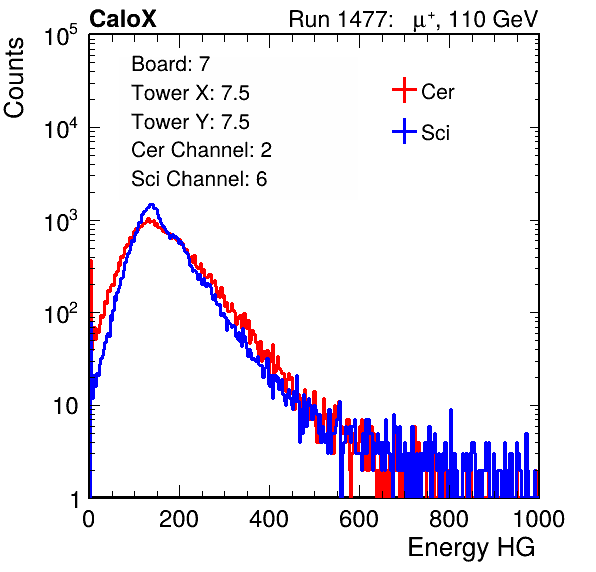 CaloX Run 1477: μ⁺, 110 GeV
Counts
Board: 7
Tower X: 7.5
Tower Y: 7.5
Cer Channel: 2
Sci Channel: 6
Cer
Sci
10⁵
10⁴
10³
10²
10
1
0 200 400 600 800 1000
Energy HG